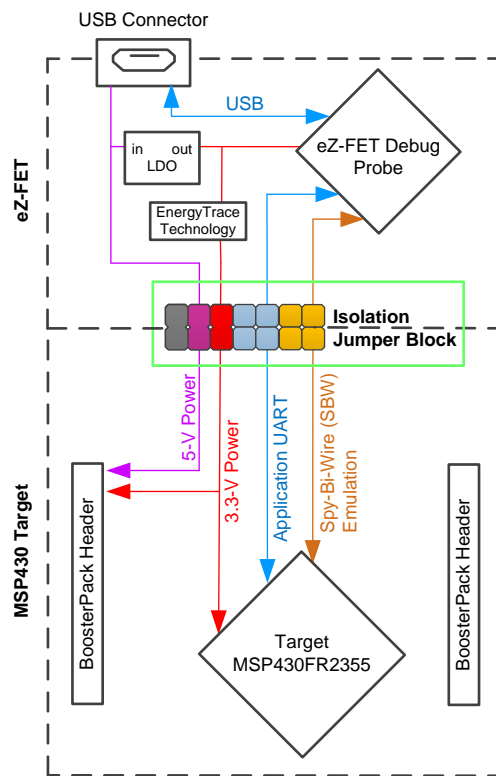 USB Connector
USB
eZ-FET Debug
Probe
in out
LDO
EnergyTrace
Technology
eZ-FET
Isolation
Jumper Block
5-V Power
3.3-V Power
Application UART
Spy-Bi-Wire (SBW)
Emulation
MSP430 Target
BoosterPack Header
BoosterPack Header
Target
MSP430FR2355